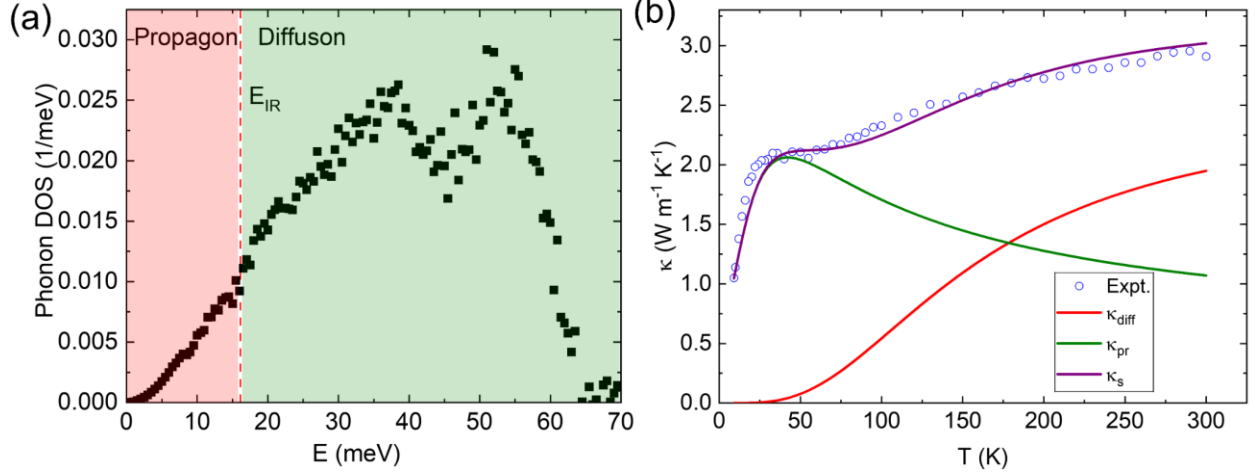 (a)
Propagon
Diffuson
E_IR
0.030
0.025
0.020
0.015
0.010
0.005
0.000
Phonon DOS (1/meV)
0 10 20 30 40 50 60 70
E (meV)
(b)
3.0
2.5
2.0
1.5
1.0
0.5
0.0
κ (W m⁻¹ K⁻¹)
Expt.
κ_diff
κ_pr
κ_s
0 50 100 150 200 250 300
T (K)